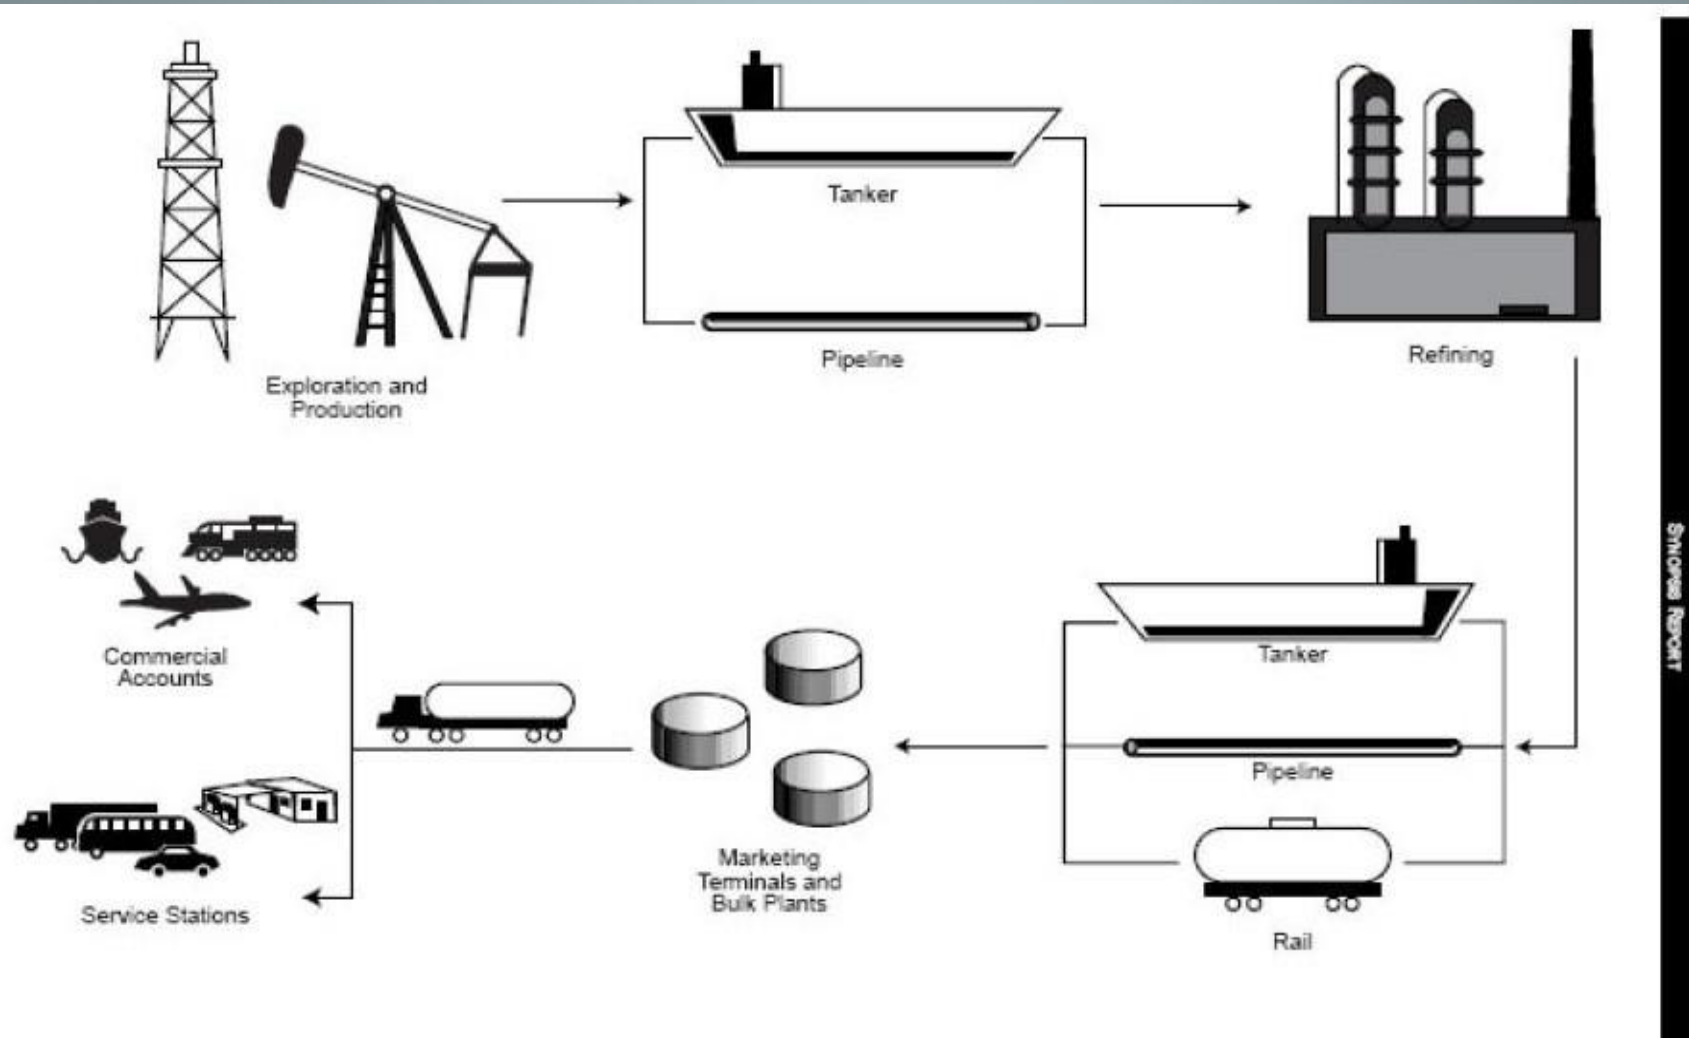 Tanker
Pipeline
Refining
Exploration and
Production
Commercial
Accounts
Tanker
Pipeline
Marketing
Terminals and
Bulk Plants
Service Stations
Rail
SYNOPSIS REPORT